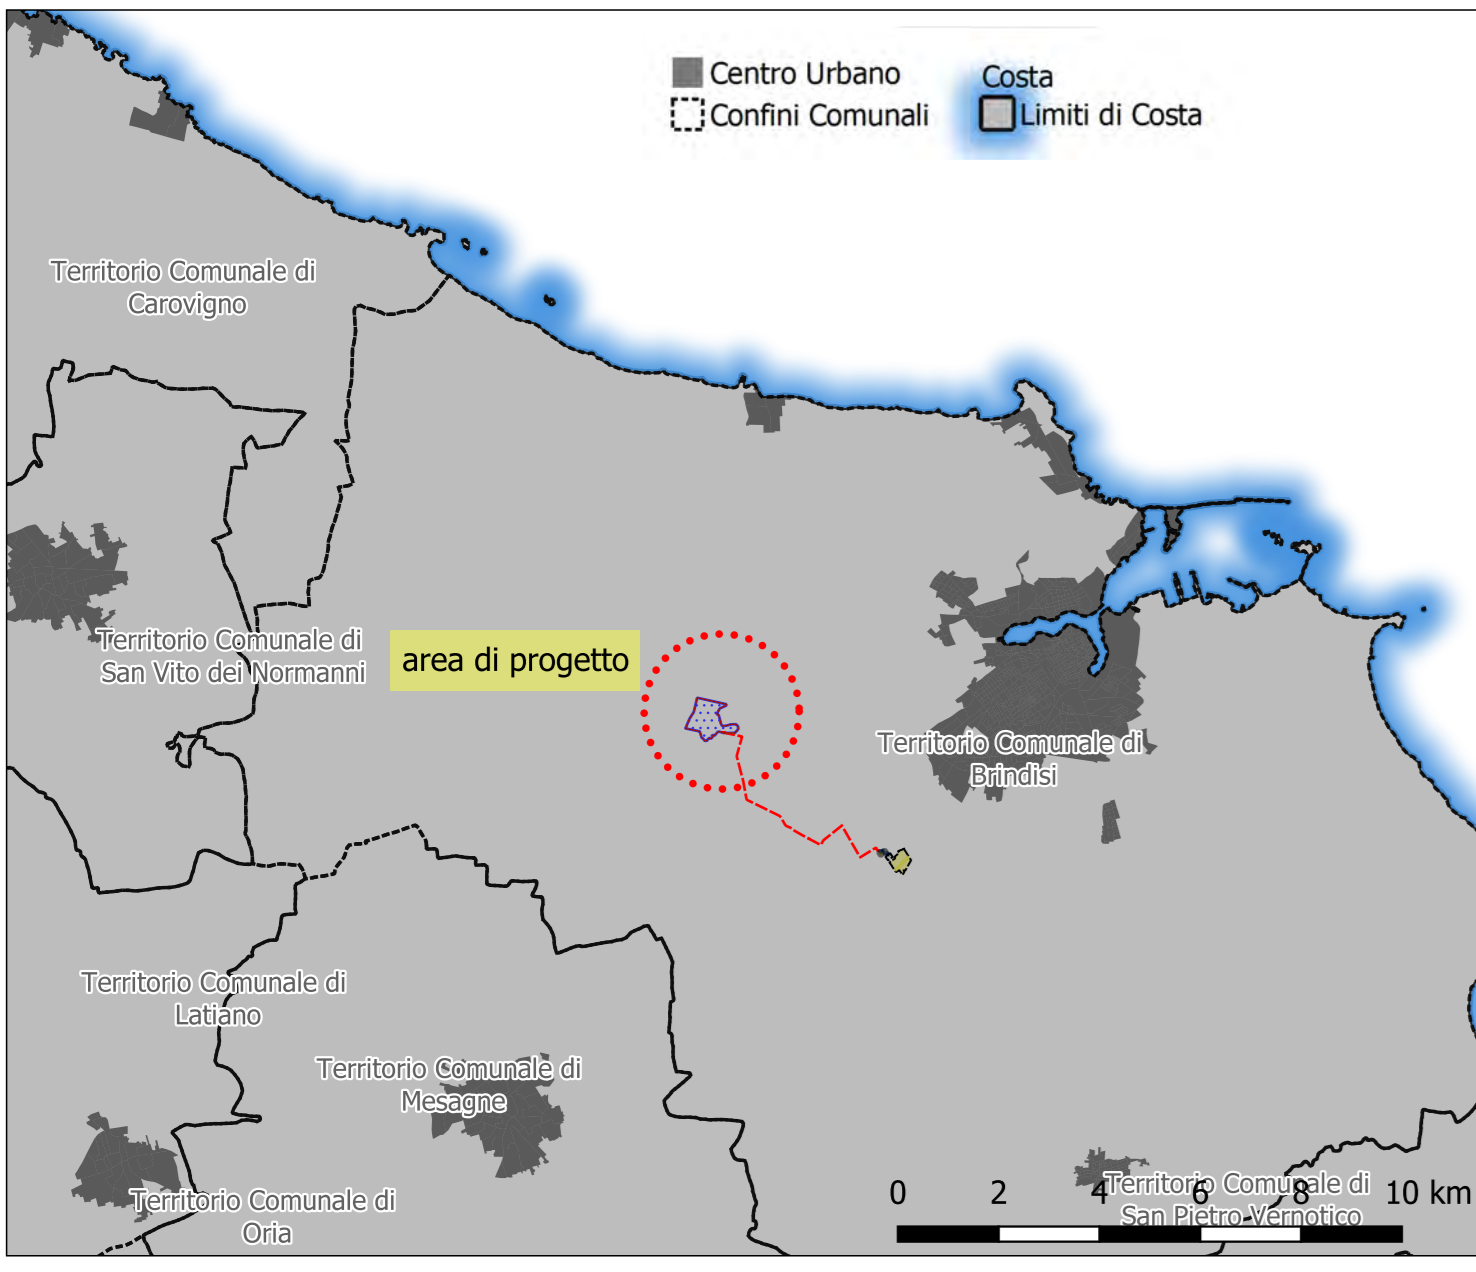 Centro Urbano
Confini Comunali
Costa
Limiti di Costa
Territorio Comunale di
Carovigno
Territorio Comunale di
San Vito dei Normanni
area di progetto
Territorio Comunale di
Brindisi
Territorio Comunale di
Latiano
Territorio Comunale di
Mesagne
Territorio Comunale di
Oria
Territorio Comunale di
San Pietro Vernotico
0 2 4 6 8 10 km